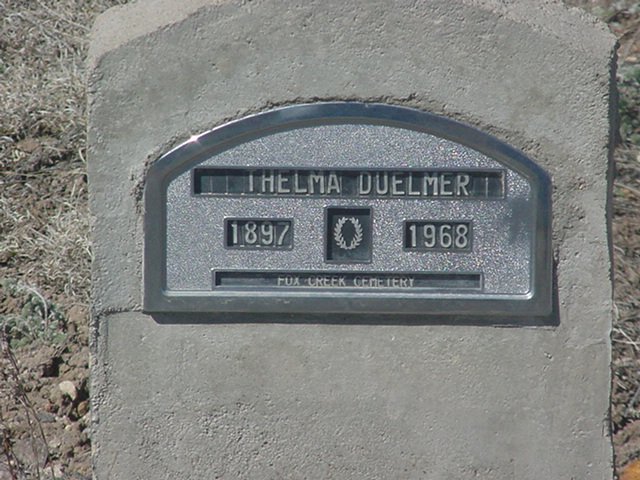 THELMA DUELMER
1897 1968
FOX CREEK CEMETERY